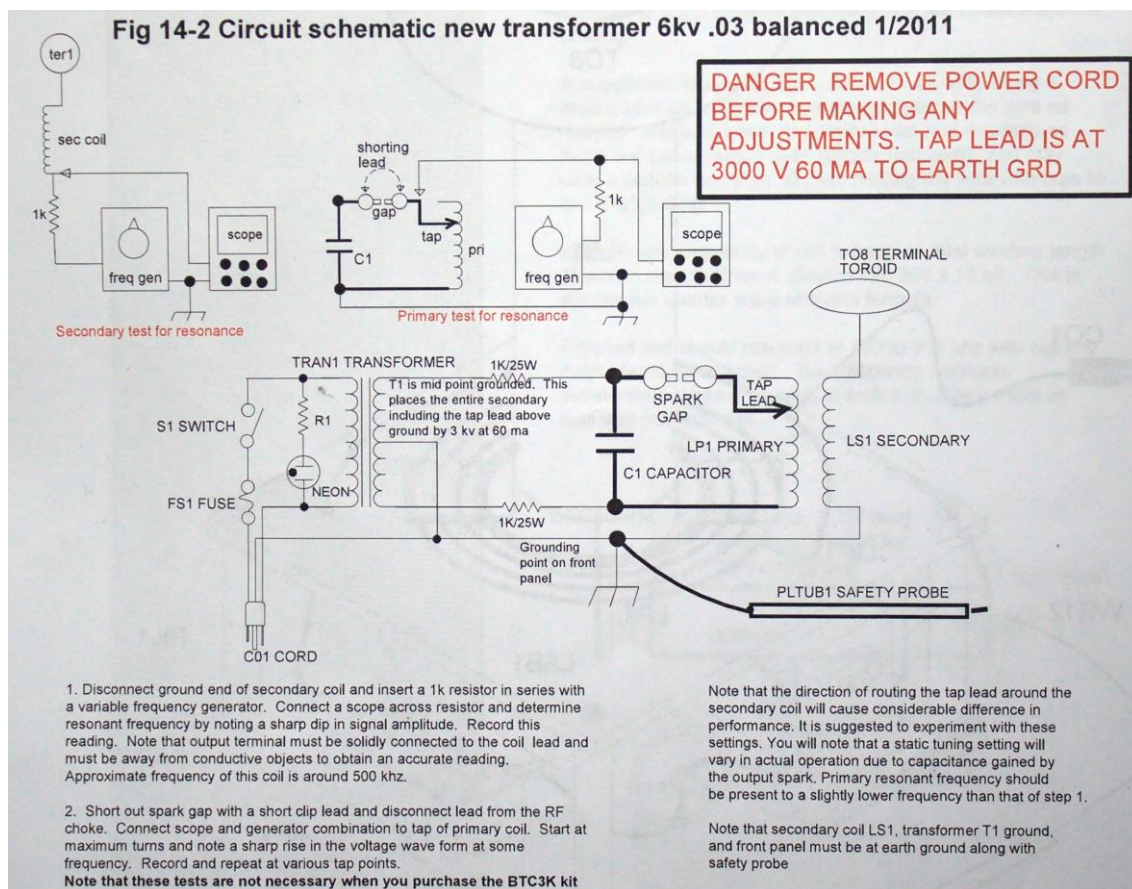 Fig 14-2 Circuit schematic new transformer 6kv .03 balanced 1/2011
ter1
sec coil
1k
freq gen
scope
Secondary test for resonance
shorting
lead
gap
tap
C1
pri
1k
freq gen
scope
Primary test for resonance
DANGER REMOVE POWER CORD
BEFORE MAKING ANY
ADJUSTMENTS. TAP LEAD IS AT
3000 V 60 MA TO EARTH GRD
TO8 TERMINAL
TOROID
TRAN1 TRANSFORMER
1K/25W
T1 is mid point grounded. This
places the entire secondary
including the tap lead above
ground by 3 kv at 60 ma
S1 SWITCH
R1
NEON
FS1 FUSE
C01 CORD
1K/25W
SPARK
GAP
TAP
LEAD
LP1 PRIMARY
LS1 SECONDARY
C1 CAPACITOR
Grounding
point on front
panel
PLTUB1 SAFETY PROBE
1. Disconnect ground end of secondary coil and insert a 1k resistor in series with
a variable frequency generator. Connect a scope across resistor and determine
resonant frequency by noting a sharp dip in signal amplitude. Record this
reading. Note that output terminal must be solidly connected to the coil lead and
must be away from conductive objects to obtain an accurate reading.
Approximate frequency of this coil is around 500 khz.
2. Short out spark gap with a short clip lead and disconnect lead from the RF
choke. Connect scope and generator combination to tap of primary coil. Start at
maximum turns and note a sharp rise in the voltage wave form at some
frequency. Record and repeat at various tap points.
Note that these tests are not necessary when you purchase the BTC3K kit
Note that the direction of routing the tap lead around the
secondary coil will cause considerable difference in
performance. It is suggested to experiment with these
settings. You will note that a static tuning setting will
vary in actual operation due to capacitance gained by
the output spark. Primary resonant frequency should
be present to a slightly lower frequency than that of step 1.
Note that secondary coil LS1, transformer T1 ground,
and front panel must be at earth ground along with
safety probe